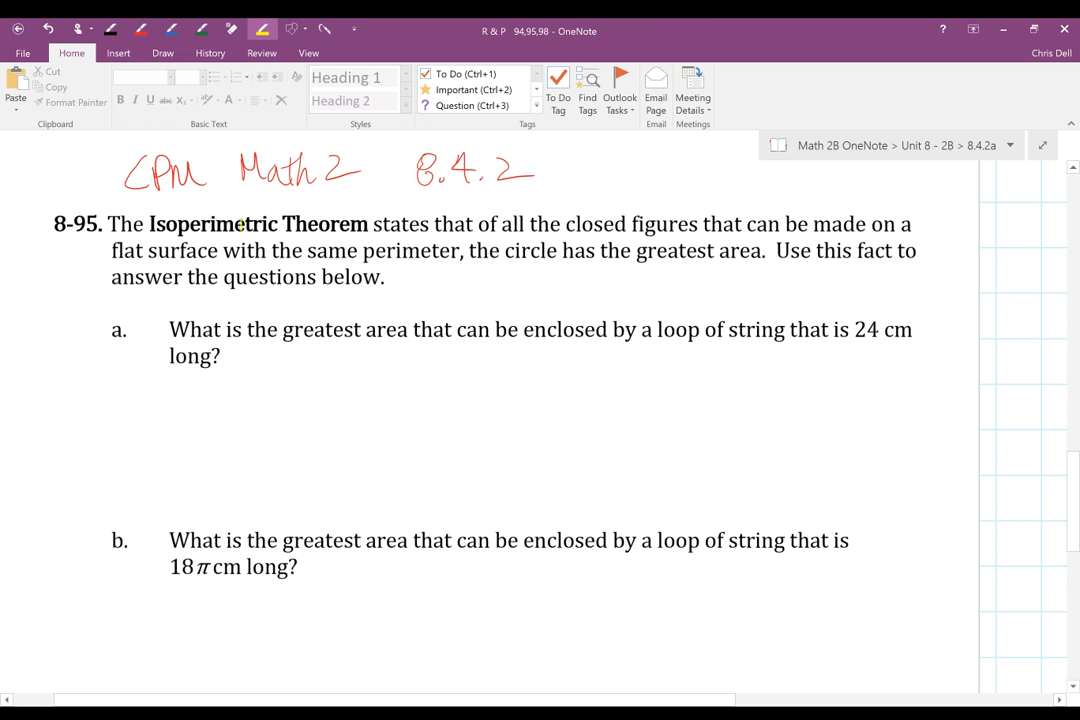 R & P 94,95,98 - OneNote
File Home Insert Draw History Review View Chris Dell
Paste
Cut
Copy
Format Painter
Clipboard
B I U abc X₂ A
Basic Text
Heading 1
Heading 2
Styles
To Do (Ctrl+1)
Important (Ctrl+2)
Question (Ctrl+3)
To Do Tag
Find Tags
Outlook Tasks
Tags
Email Page
Email
Meeting Details
Meetings
Math 2B OneNote > Unit 8 - 2B > 8.4.2a
CPM Math 2 8.4.2
8-95. The Isoperimetric Theorem states that of all the closed figures that can be made on a
flat surface with the same perimeter, the circle has the greatest area. Use this fact to
answer the questions below.
a. What is the greatest area that can be enclosed by a loop of string that is 24 cm
long?
b. What is the greatest area that can be enclosed by a loop of string that is
18π cm long?